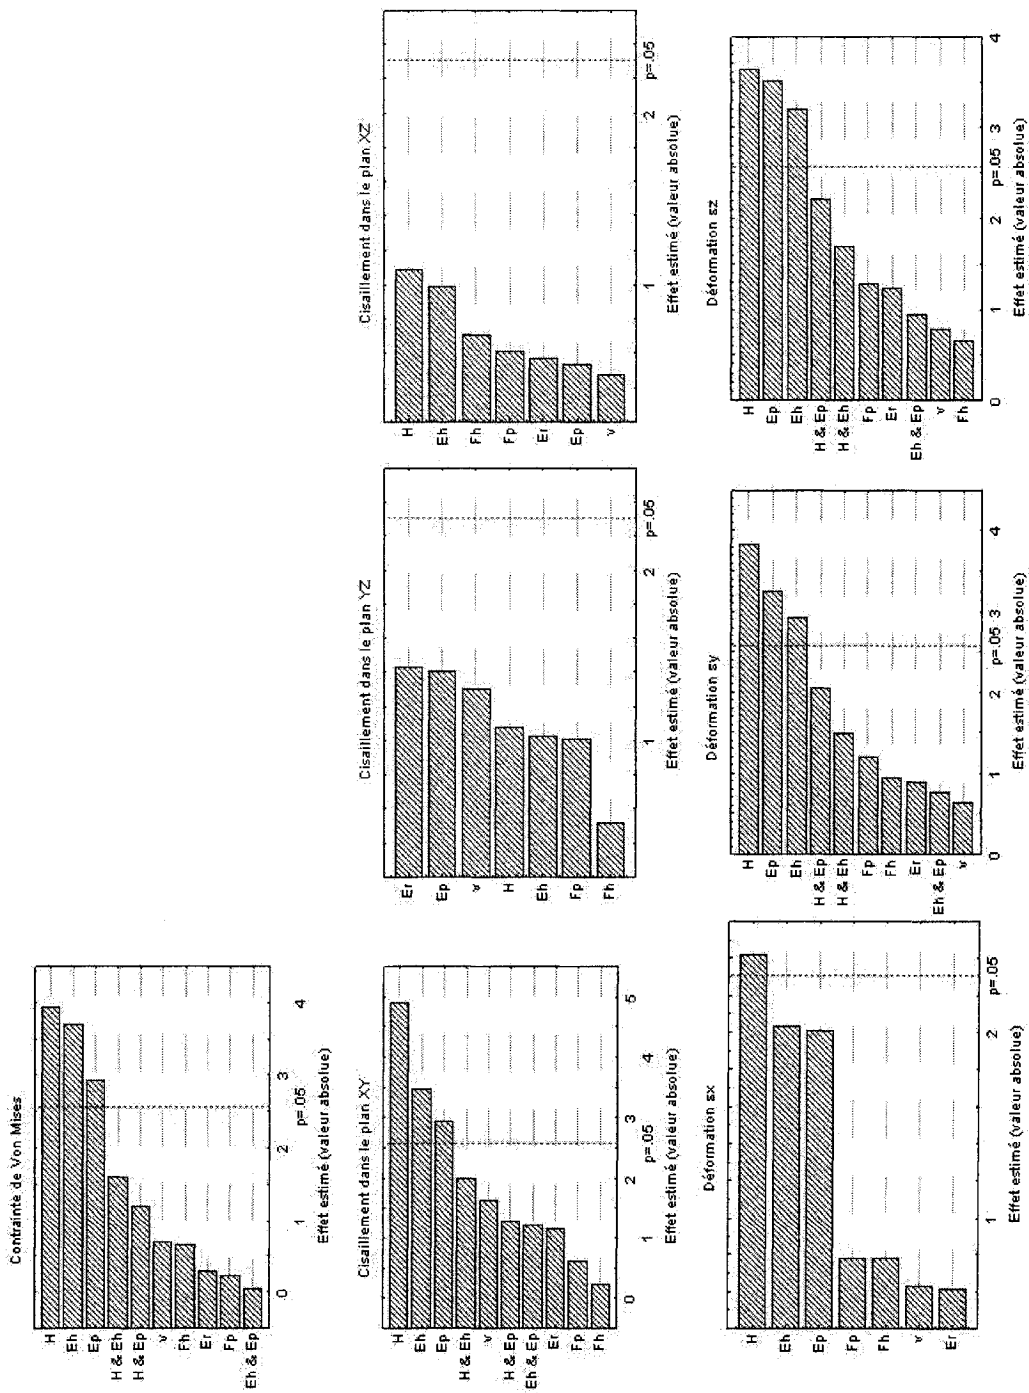 Contrainte de Von Mises
H
Eh
Ep
H & Eh
H & Ep
v
Fh
Er
Fp
Eh & Ep
0 1 2 3 4
p=.05
Effet estimé (valeur absolue)
Cisaillement dans le plan XY
H
Eh
Ep
H & Eh
v
H & Ep
Eh & Ep
Er
Fp
Fh
0 1 2 3 4 5
p=.05
Effet estimé (valeur absolue)
Cisaillement dans le plan YZ
Er
Ep
v
H
Eh
Fp
Fh
1 2 p=.05
Effet estimé (valeur absolue)
Cisaillement dans le plan XZ
H
Eh
Fh
Fp
Er
Ep
v
1 2 p=.05
Effet estimé (valeur absolue)
Déformation εx
H
Eh
Ep
Fp
Fh
v
Er
1 2 p=.05
Effet estimé (valeur absolue)
Déformation εy
H
Ep
Eh
H & Ep
H & Eh
Fp
Fh
Er
Eh & Ep
v
0 1 2 p=.05 3 4
Effet estimé (valeur absolue)
Déformation εz
H
Ep
Eh
H & Ep
H & Eh
Fp
Er
Eh & Ep
v
Fh
0 1 2 p=.05 3 4
Effet estimé (valeur absolue)